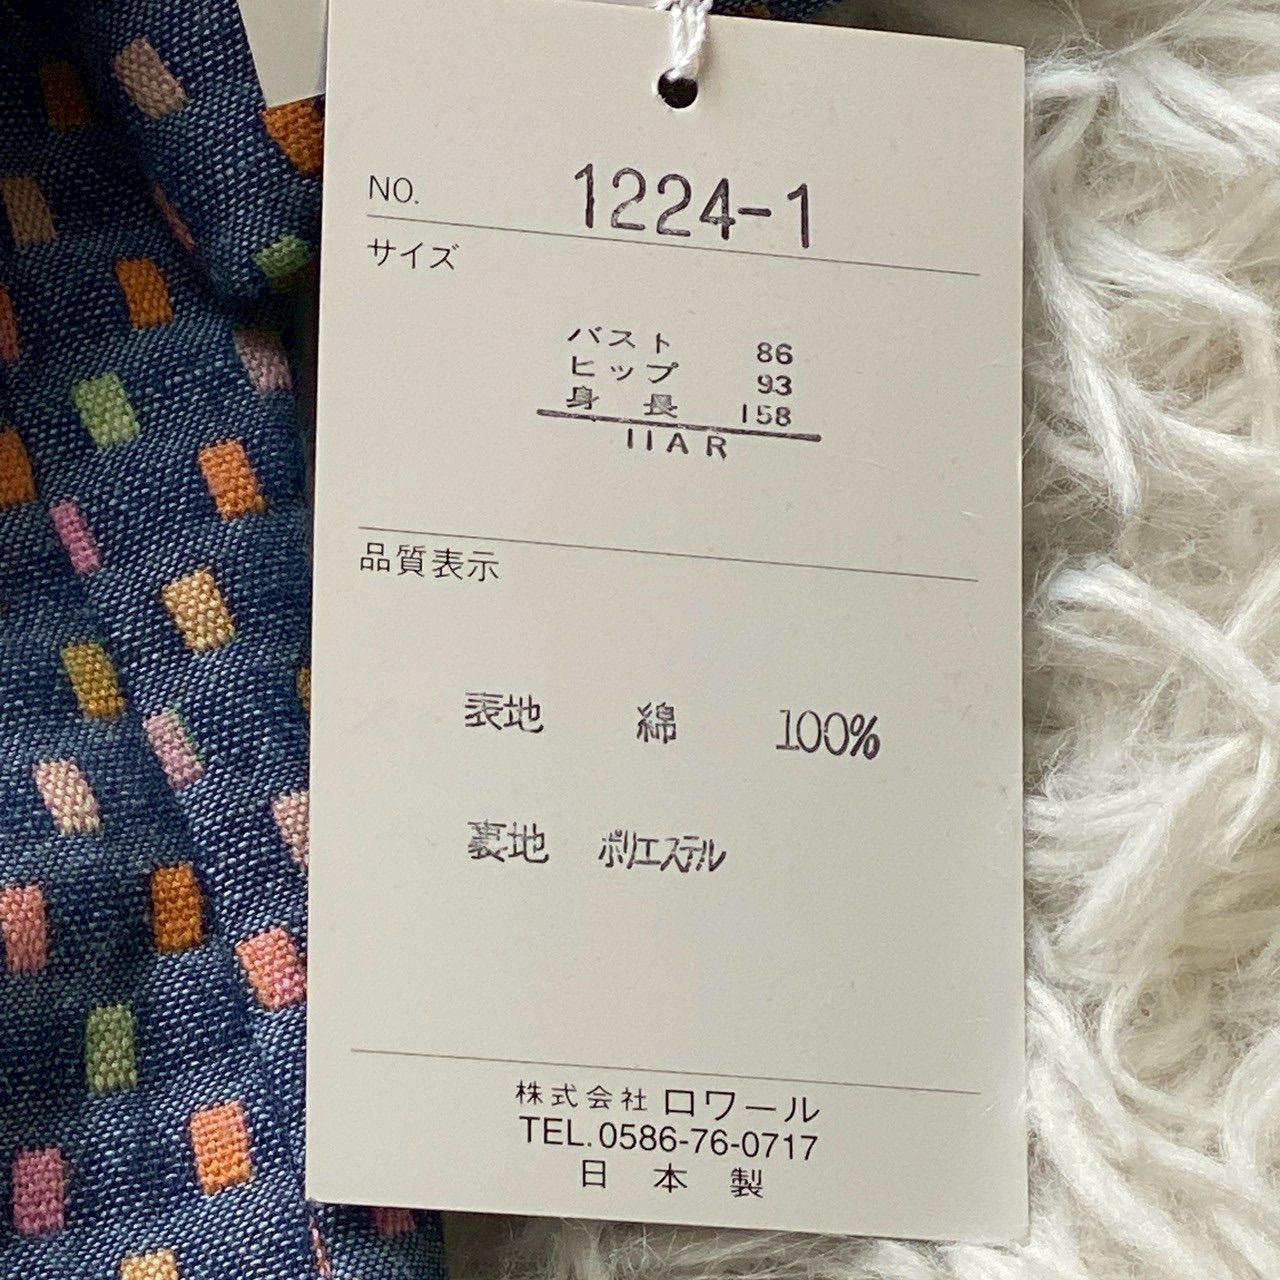 NO. 1224-1
サイズ
バスト 86
ヒップ 93
身長 158
11AR
品質表示
表地 綿 100%
裏地 ポリエステル
株式会社 ロワール
TEL.0586-76-0717
日本製